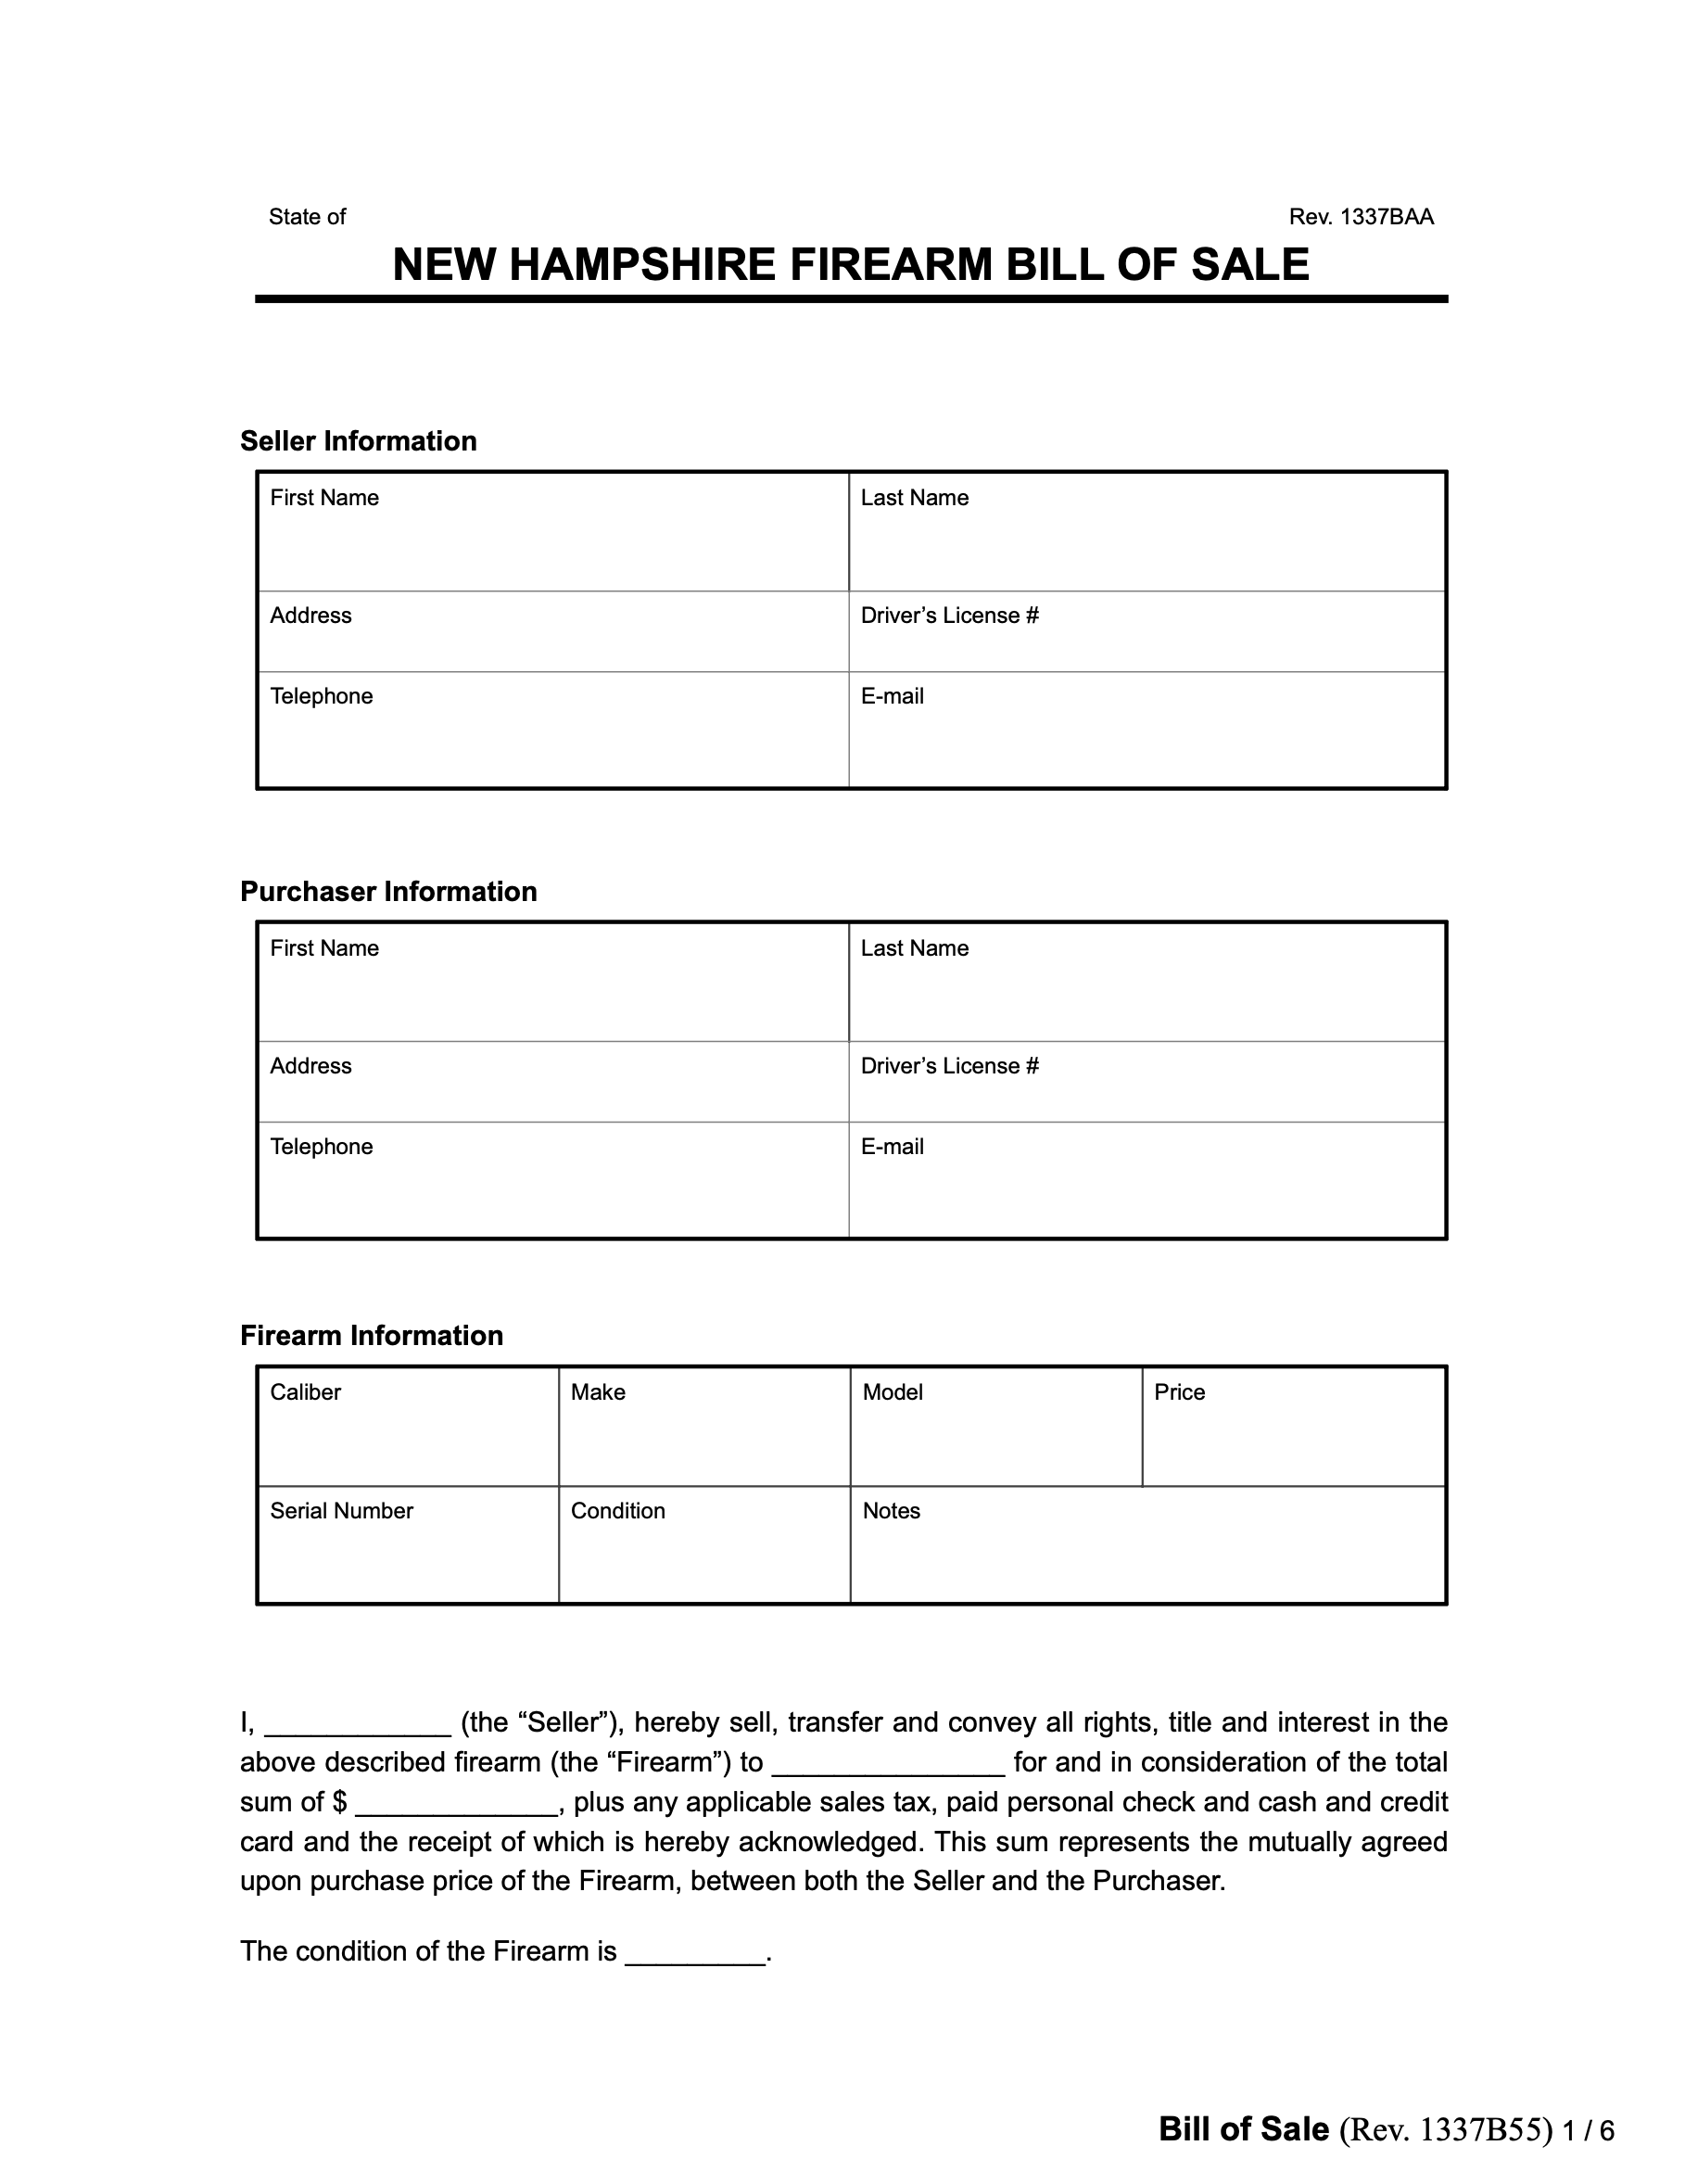 State of Rev. 1337BAA
NEW HAMPSHIRE FIREARM BILL OF SALE
Seller Information
First Name Last Name
Address Driver’s License #
Telephone E-mail
Purchaser Information
First Name Last Name
Address Driver’s License #
Telephone E-mail
Firearm Information
Caliber Make Model Price
Serial Number Condition Notes
I, ____________ (the “Seller”), hereby sell, transfer and convey all rights, title and interest in the
above described firearm (the “Firearm”) to _______________ for and in consideration of the total
sum of $ _____________, plus any applicable sales tax, paid personal check and cash and credit
card and the receipt of which is hereby acknowledged. This sum represents the mutually agreed
upon purchase price of the Firearm, between both the Seller and the Purchaser.
The condition of the Firearm is _________.
Bill of Sale (Rev. 1337B55) 1 / 6